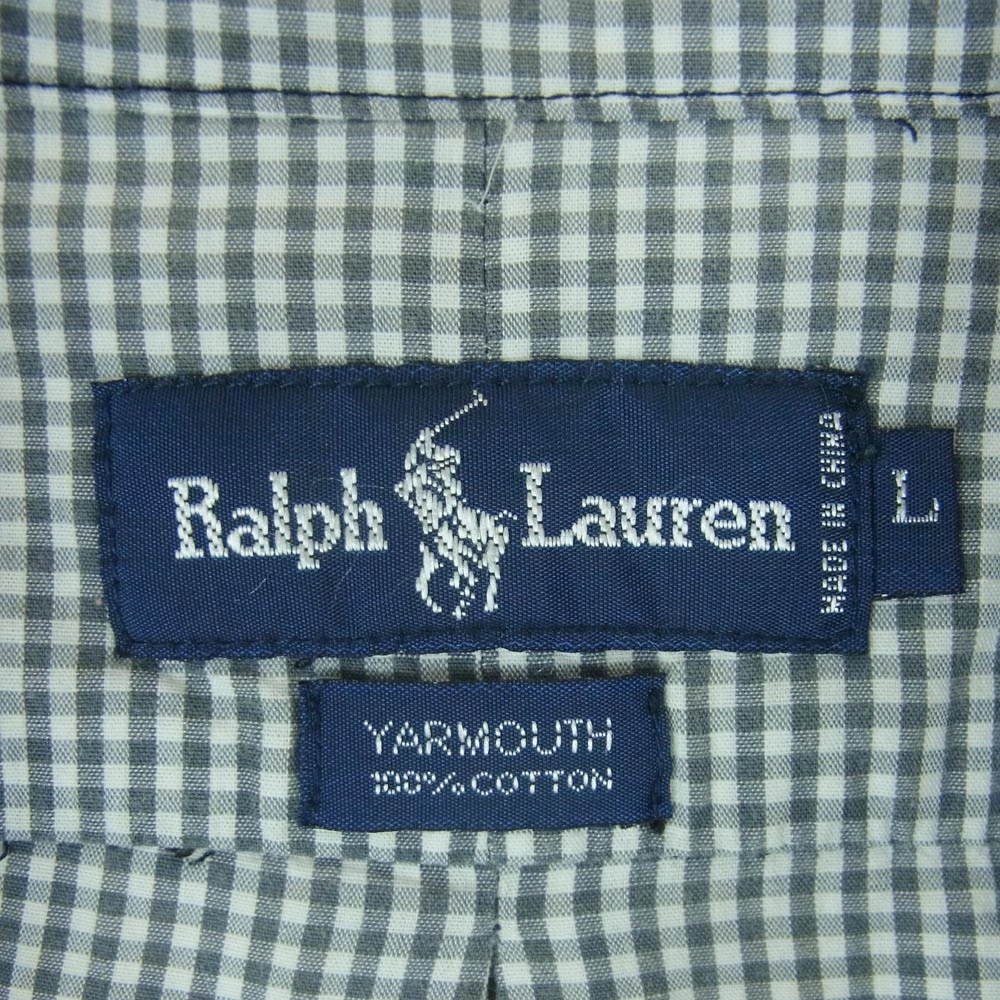 Ralph Lauren
MADE IN CHINA
L
YARMOUTH
100% COTTON